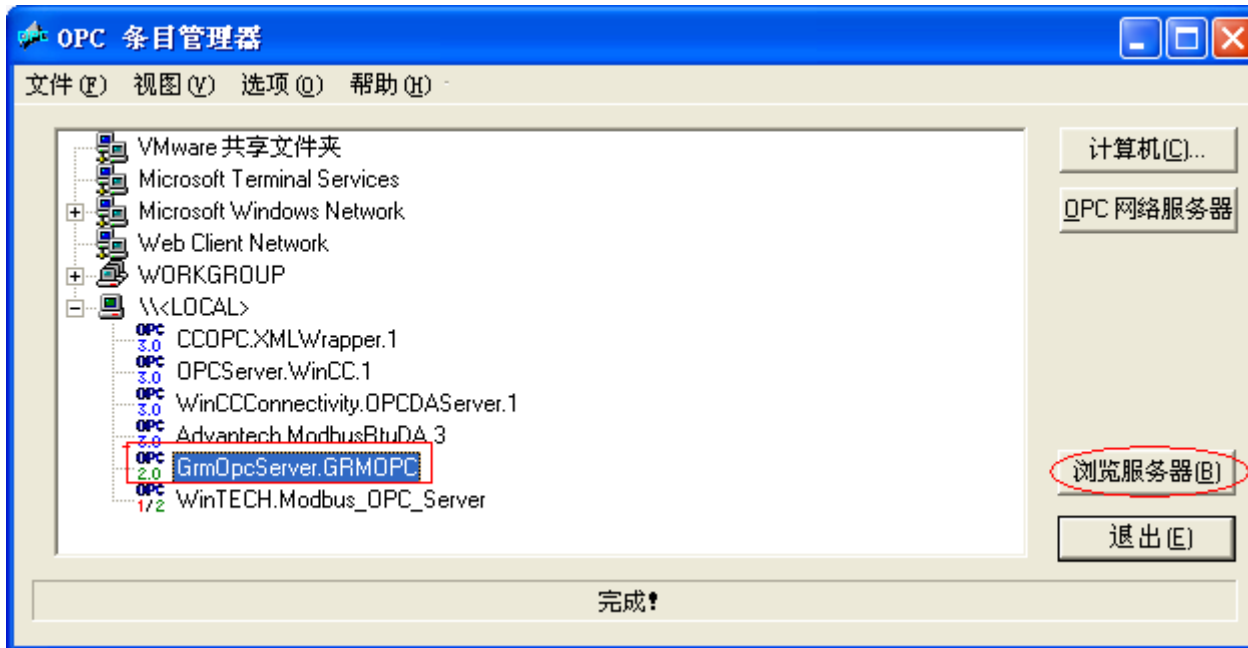 OPC 条目管理器
文件(F) 视图(V) 选项(O) 帮助(H)
VMware 共享文件夹
Microsoft Terminal Services
Microsoft Windows Network
Web Client Network
WORKGROUP
\\<LOCAL>
OPC 3.0 CCOPC.XMLWrapper.1
OPC 3.0 OPCServer.WinCC.1
OPC 3.0 WinCCConnectivity.OPCDAServer.1
OPC 3.0 Advantech.ModbusRtuDA.3
OPC 2.0 GrmOpcServer.GRMOPC
OPC 1/2 WinTECH.Modbus_OPC_Server
计算机(C)...
OPC 网络服务器
浏览服务器(B)
退出(E)
完成!